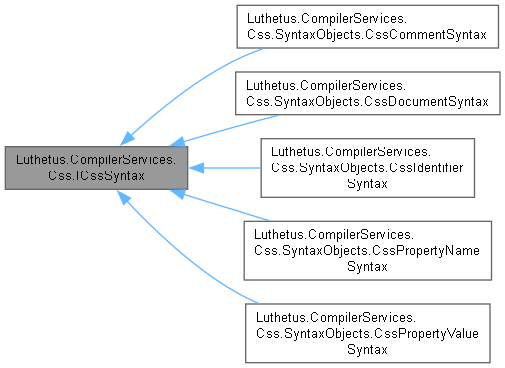 Luthetus.CompilerServices.
Css.SyntaxObjects.CssCommentSyntax
Luthetus.CompilerServices.
Css.SyntaxObjects.CssDocumentSyntax
Luthetus.CompilerServices.
Css.ICssSyntax
Luthetus.CompilerServices.
Css.SyntaxObjects.CssIdentifier
Syntax
Luthetus.CompilerServices.
Css.SyntaxObjects.CssPropertyName
Syntax
Luthetus.CompilerServices.
Css.SyntaxObjects.CssPropertyValue
Syntax